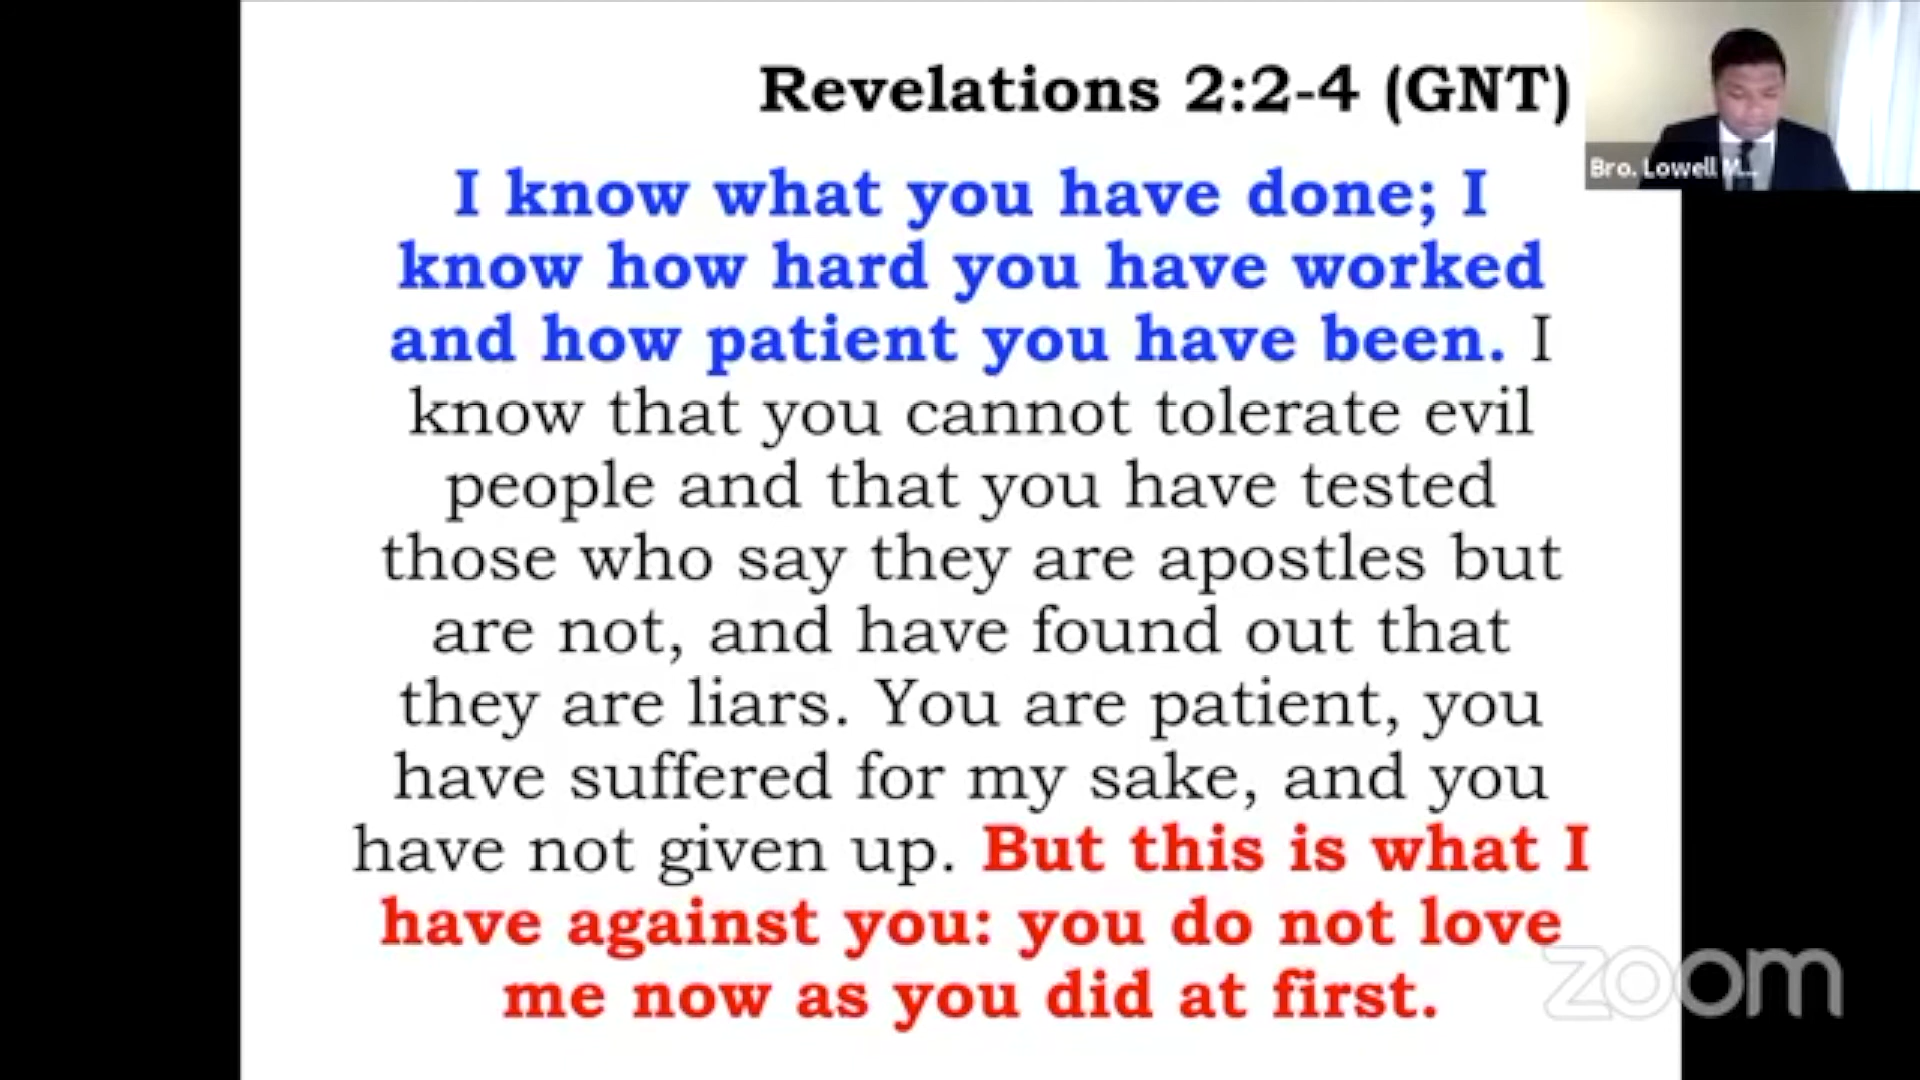 Revelations 2:2-4 (GNT)
Bro. Lowell M...
I know what you have done; I
know how hard you have worked
and how patient you have been. I
know that you cannot tolerate evil
people and that you have tested
those who say they are apostles but
are not, and have found out that
they are liars. You are patient, you
have suffered for my sake, and you
have not given up. But this is what I
have against you: you do not love
me now as you did at first.
zoom